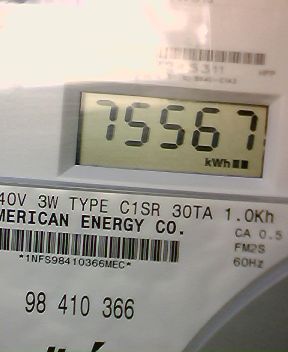 75567
kWh
40V 3W TYPE C1SR 30TA 1.0Kh
MERICAN ENERGY CO.
CA 0.5
FM2S
60Hz
*1NFS98410366MEC*
98 410 366